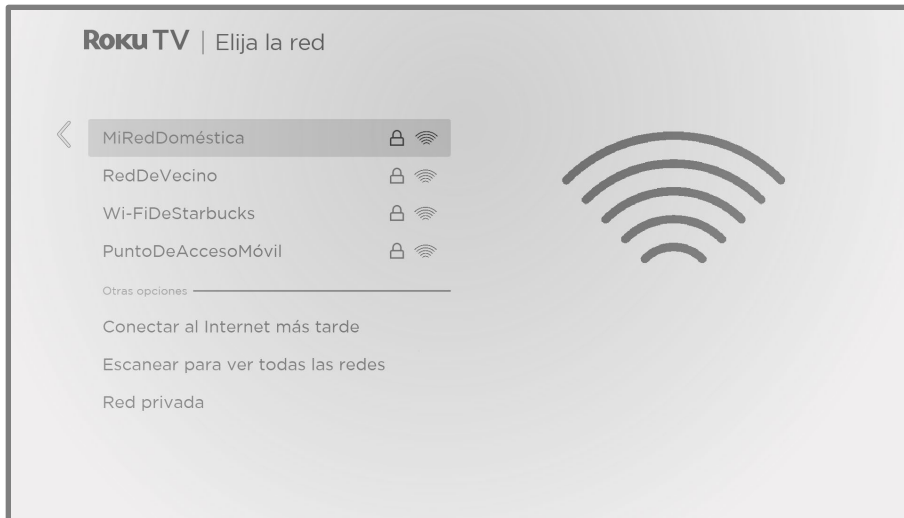 Roku TV | Elija la red
MiRedDoméstica
RedDeVecino
Wi-FiDeStarbucks
PuntoDeAccesoMóvil
Otras opciones
Conectar al Internet más tarde
Escanear para ver todas las redes
Red privada